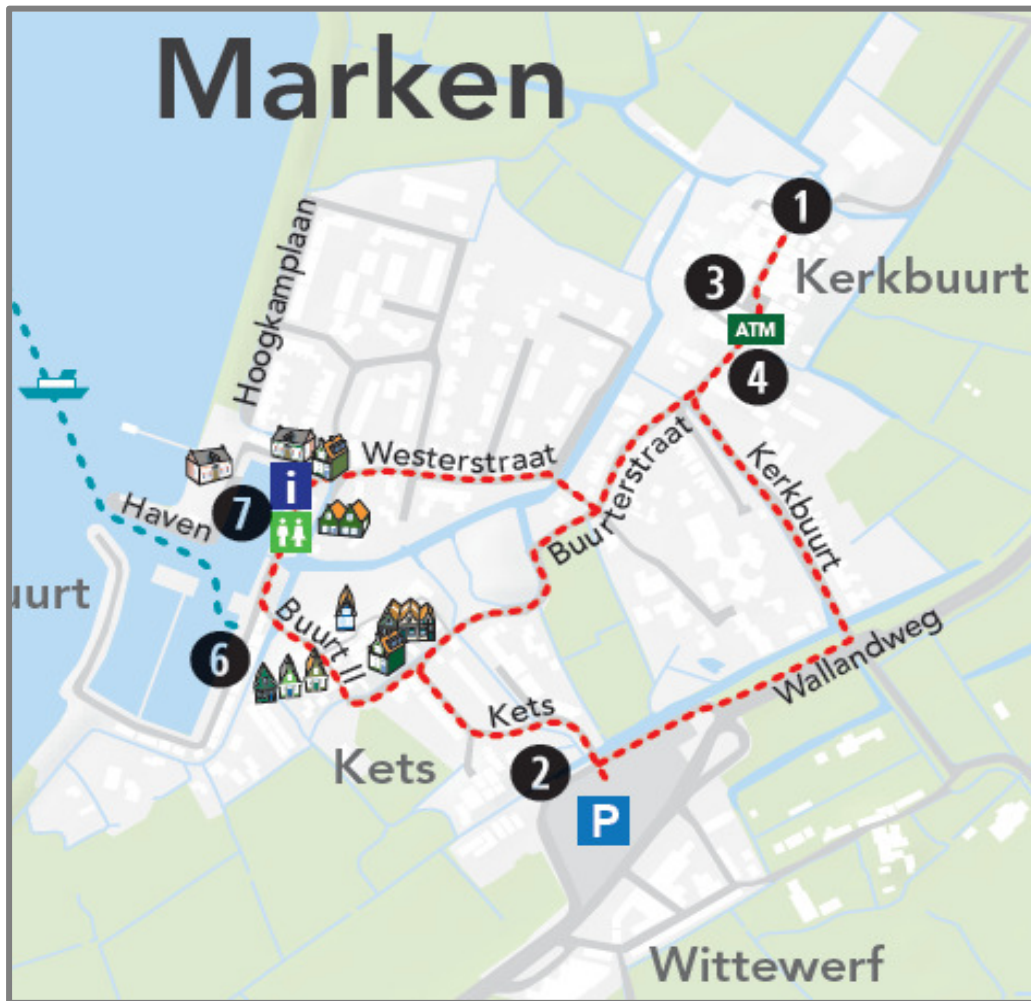 Marken
1
Kerkbuurt
3
ATM
4
Hoogkamplaan
Westerstraat
i
7
Haven
Buurterstraat
Kerkbuurt
uurt
Buurt II
6
Wallandweg
Kets
Kets
2
P
Wittewerf